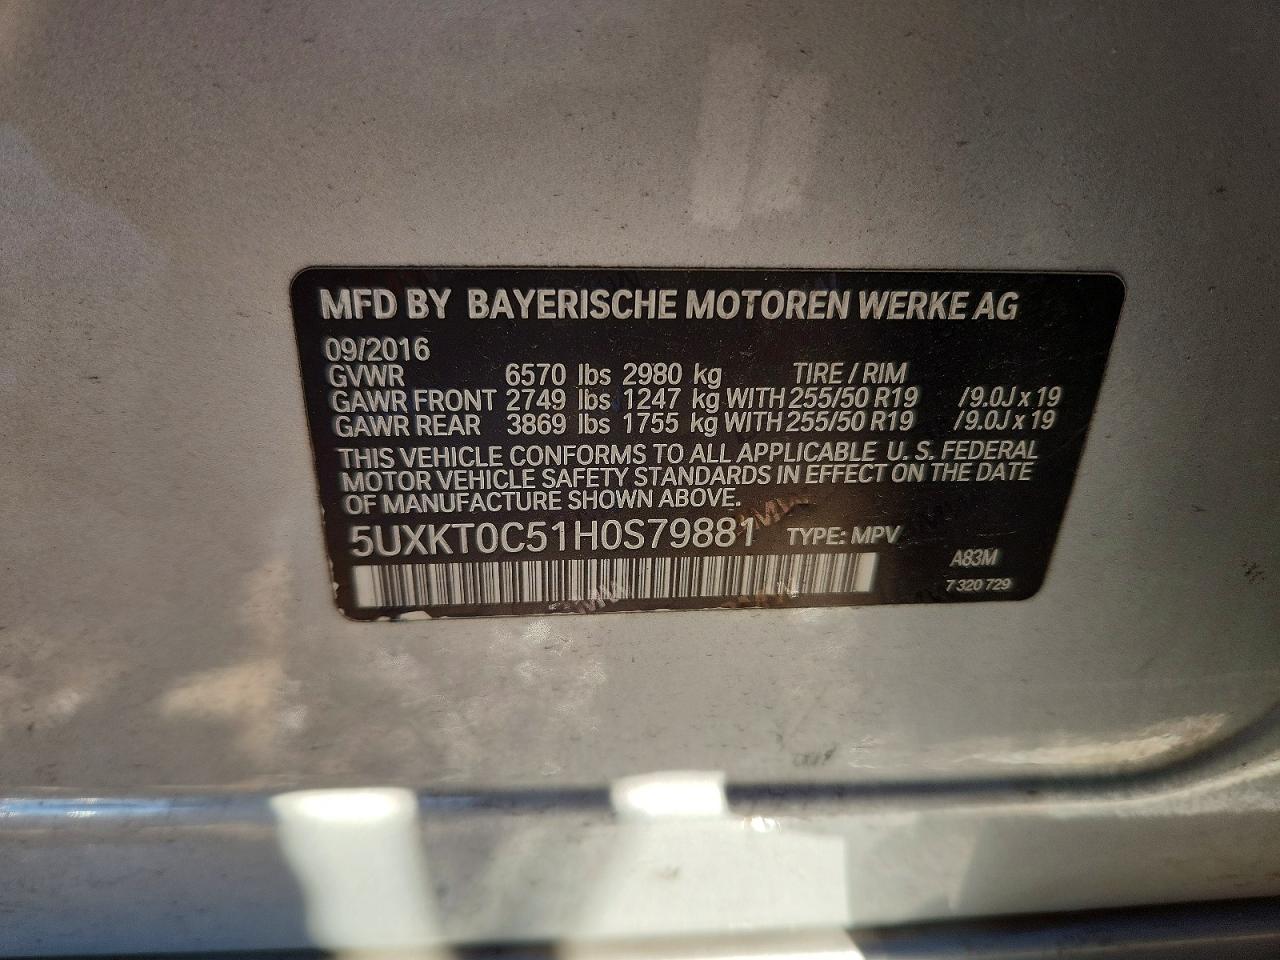 MFD BY BAYERISCHE MOTOREN WERKE AG
09/2016
GVWR 6570 lbs 2980 kg TIRE / RIM
GAWR FRONT 2749 lbs 1247 kg WITH 255/50 R19 /9.0J x 19
GAWR REAR 3869 lbs 1755 kg WITH 255/50 R19 /9.0J x 19
THIS VEHICLE CONFORMS TO ALL APPLICABLE U. S. FEDERAL
MOTOR VEHICLE SAFETY STANDARDS IN EFFECT ON THE DATE
OF MANUFACTURE SHOWN ABOVE.
5UXKT0C51H0S79881 TYPE: MPV
A83M
7 320 729